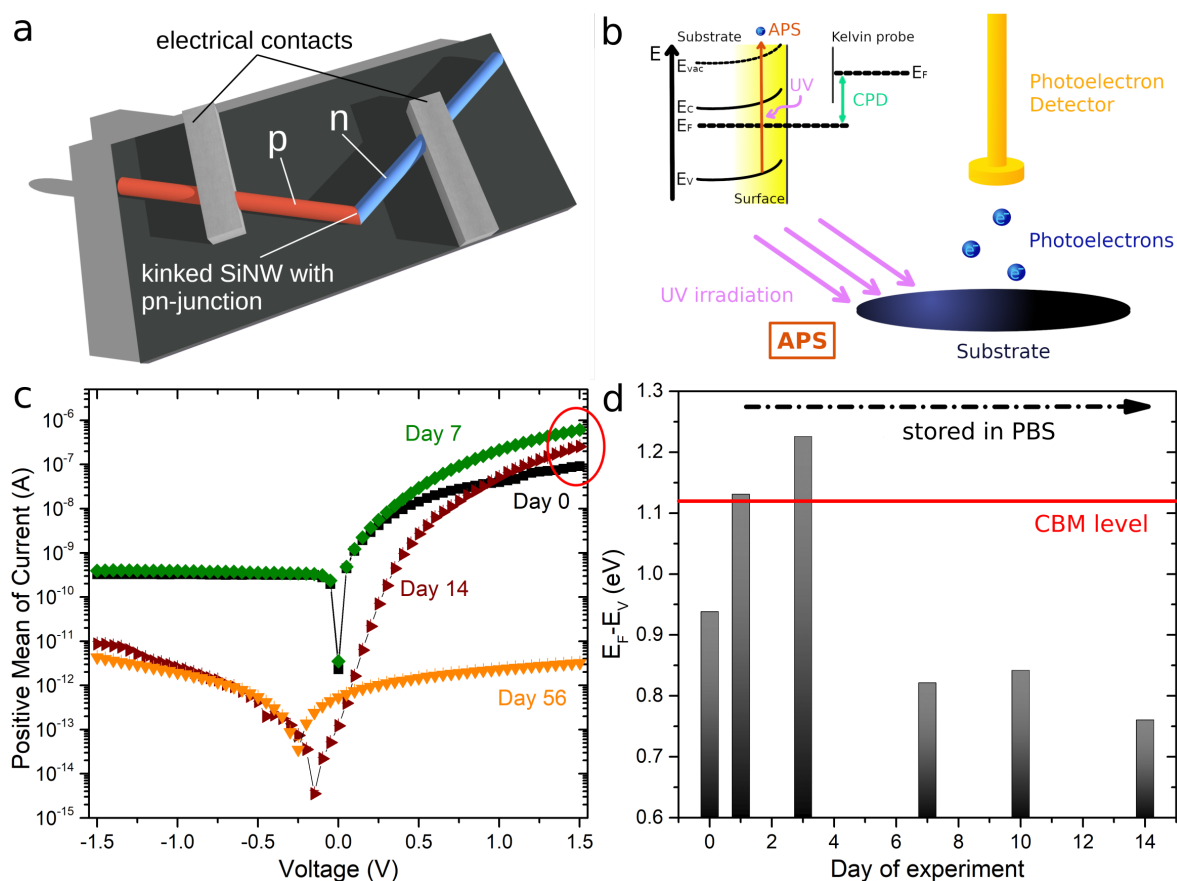 a
electrical contacts
p
n
kinked SiNW with
pn-junction
b
Substrate
APS
Kelvin probe
E
Evac
UV
EF
CPD
EC
EF
EV
Surface
Photoelectron
Detector
Photoelectrons
e⁻
e⁻
e⁻
UV irradiation
APS
Substrate
c
Positive Mean of Current (A)
10⁻⁶
10⁻⁷
10⁻⁸
10⁻⁹
10⁻¹⁰
10⁻¹¹
10⁻¹²
10⁻¹³
10⁻¹⁴
10⁻¹⁵
Day 7
Day 0
Day 14
Day 56
-1.5 -1.0 -0.5 0.0 0.5 1.0 1.5
Voltage (V)
d
EF-EV (eV)
1.3
1.2
1.1
1.0
0.9
0.8
0.7
0.6
stored in PBS
CBM level
0 2 4 6 8 10 12 14
Day of experiment